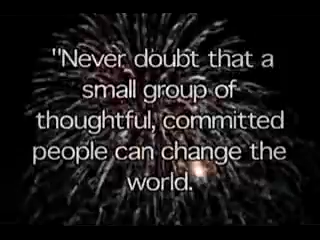 "Never doubt that a
small group of
thoughtful, committed
people can change the
world.